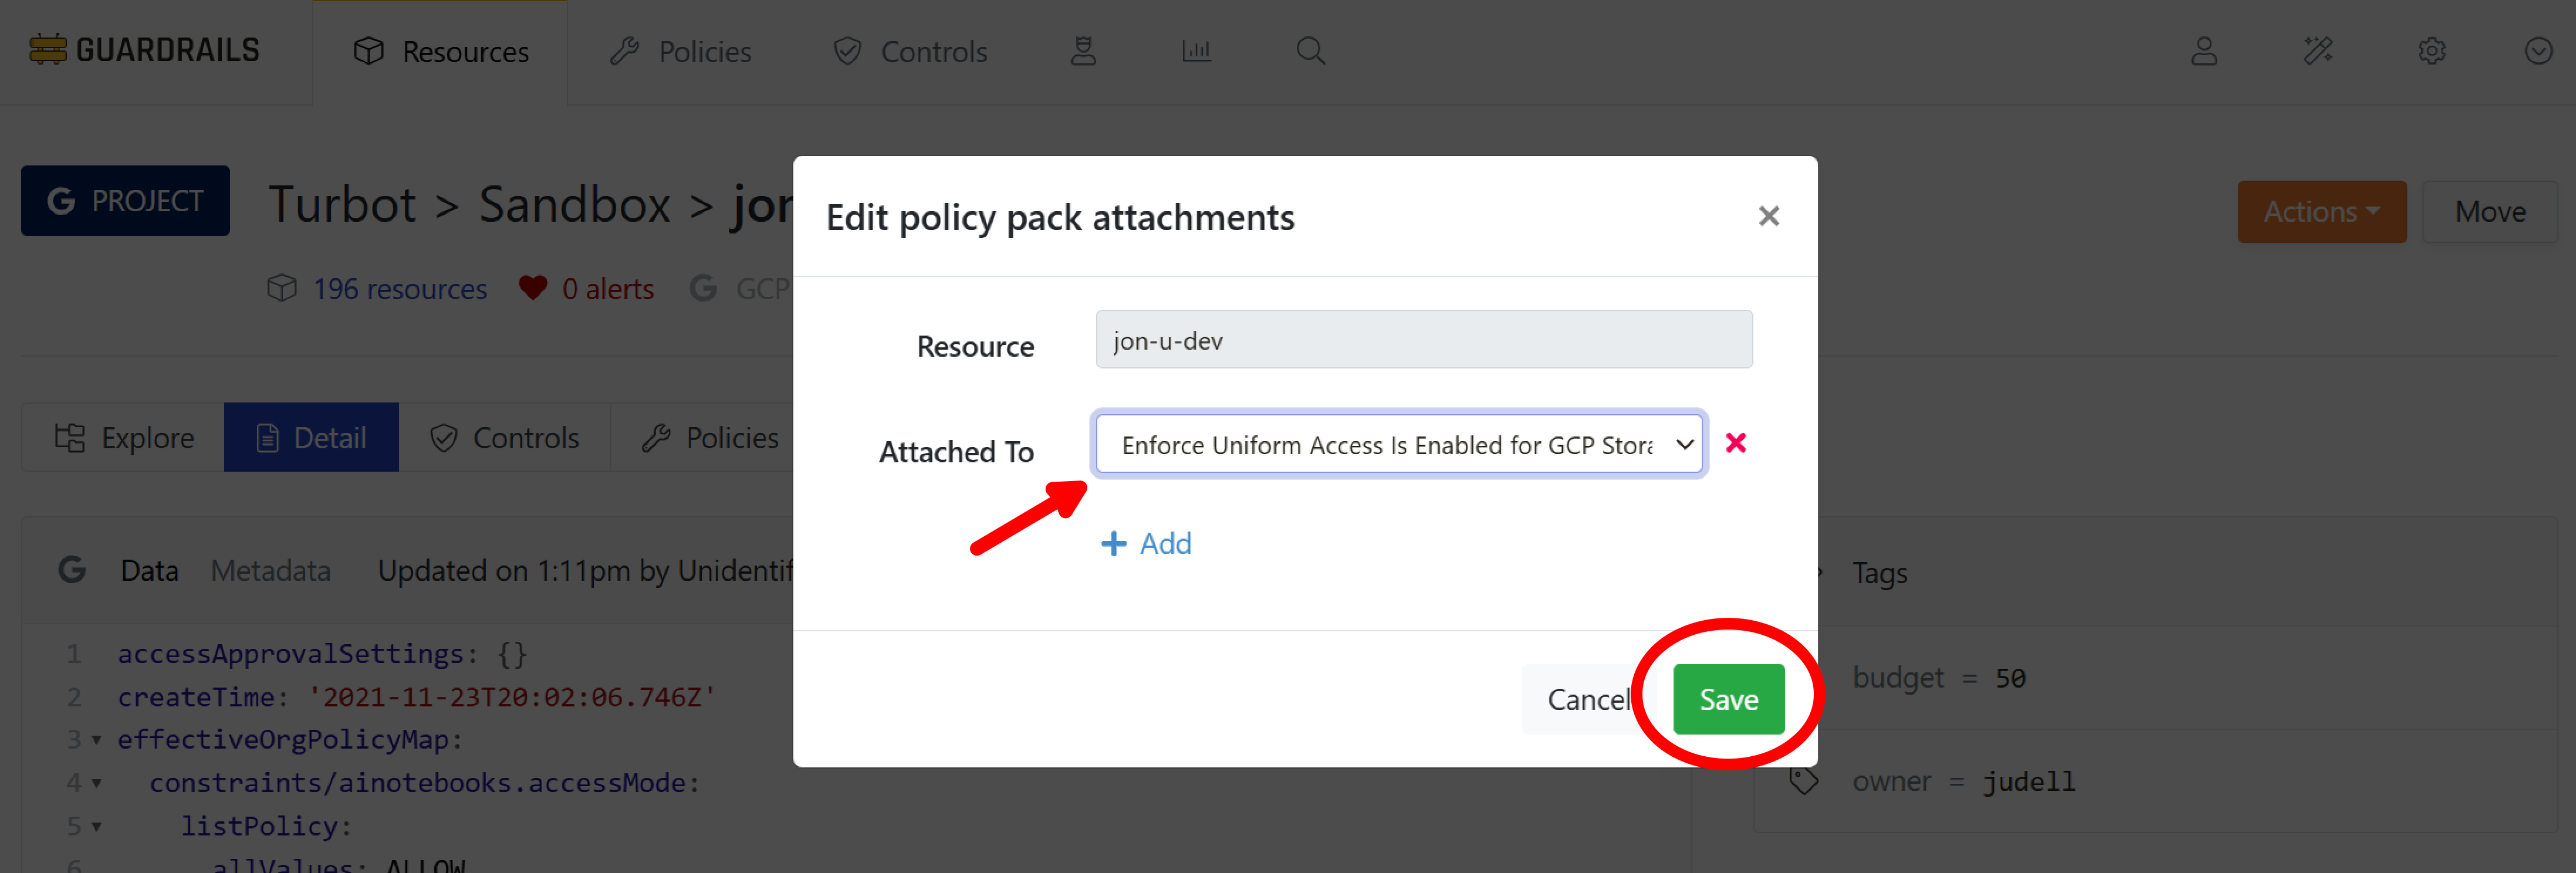 GUARDRAILS
Resources
Policies
Controls
PROJECT
Turbot > Sandbox > jon
196 resources
0 alerts
GCP
Actions
Move
Explore
Detail
Controls
Policies
Data
Metadata
Updated on 1:11pm by Unidentif
1 accessApprovalSettings: {}
2 createTime: '2021-11-23T20:02:06.746Z'
3 effectiveOrgPolicyMap:
4 constraints/ainotebooks.accessMode:
5 listPolicy:
6 allValues: ALLOW
Edit policy pack attachments
Resource
jon-u-dev
Attached To
Enforce Uniform Access Is Enabled for GCP Stora
+ Add
Cancel
Save
Tags
budget = 50
owner = judell